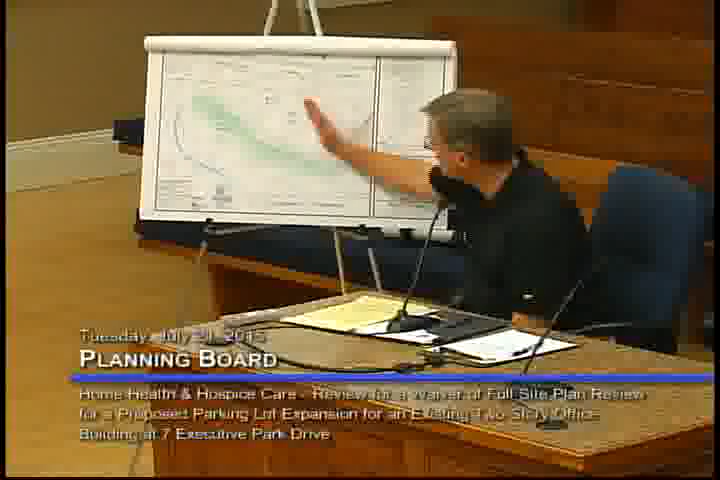 Tuesday, July 2015
PLANNING BOARD
Home Health & Hospice Care - Review for a Waiver of Full Site Plan Review
for a Proposed Parking Lot Expansion for an Existing Two Story Office
Building at 7 Executive Park Drive